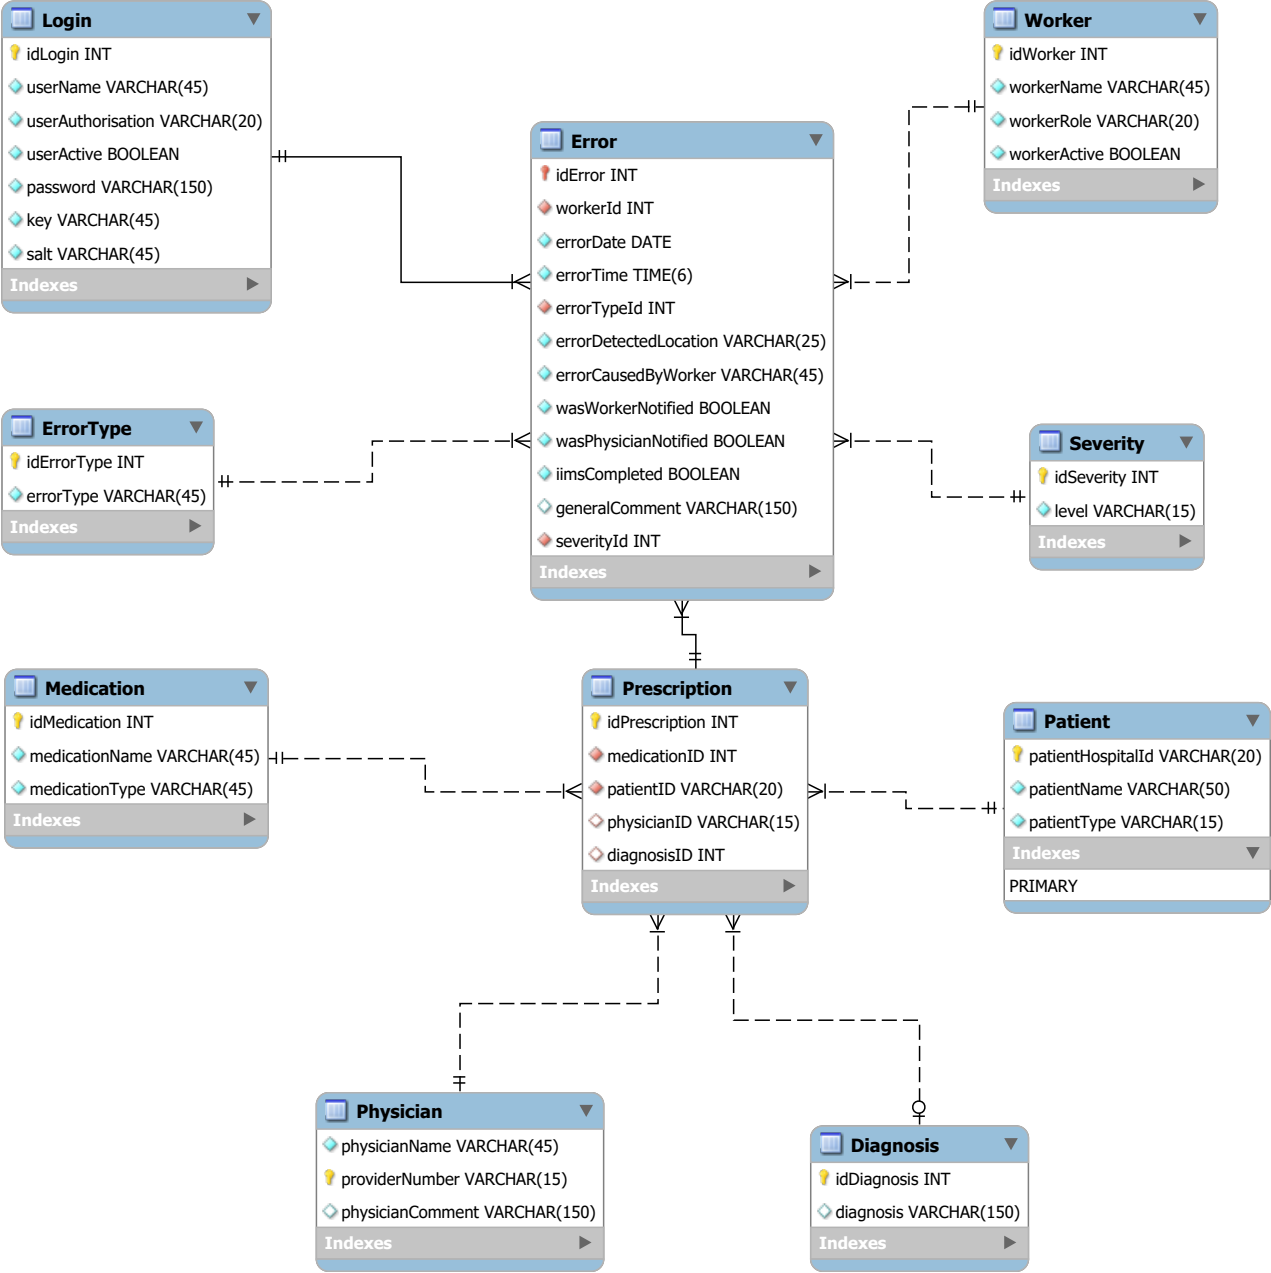 Login
idLogin INT
userName VARCHAR(45)
userAuthorisation VARCHAR(20)
userActive BOOLEAN
password VARCHAR(150)
key VARCHAR(45)
salt VARCHAR(45)
Indexes
Worker
idWorker INT
workerName VARCHAR(45)
workerRole VARCHAR(20)
workerActive BOOLEAN
Indexes
Error
idError INT
workerId INT
errorDate DATE
errorTime TIME(6)
errorTypeId INT
errorDetectedLocation VARCHAR(25)
errorCausedByWorker VARCHAR(45)
wasWorkerNotified BOOLEAN
wasPhysicianNotified BOOLEAN
iimsCompleted BOOLEAN
generalComment VARCHAR(150)
severityId INT
Indexes
ErrorType
idErrorType INT
errorType VARCHAR(45)
Indexes
Severity
idSeverity INT
level VARCHAR(15)
Indexes
Medication
idMedication INT
medicationName VARCHAR(45)
medicationType VARCHAR(45)
Indexes
Prescription
idPrescription INT
medicationID INT
patientID VARCHAR(20)
physicianID VARCHAR(15)
diagnosisID INT
Indexes
Patient
patientHospitalId VARCHAR(20)
patientName VARCHAR(50)
patientType VARCHAR(15)
Indexes
PRIMARY
Physician
physicianName VARCHAR(45)
providerNumber VARCHAR(15)
physicianComment VARCHAR(150)
Indexes
Diagnosis
idDiagnosis INT
diagnosis VARCHAR(150)
Indexes